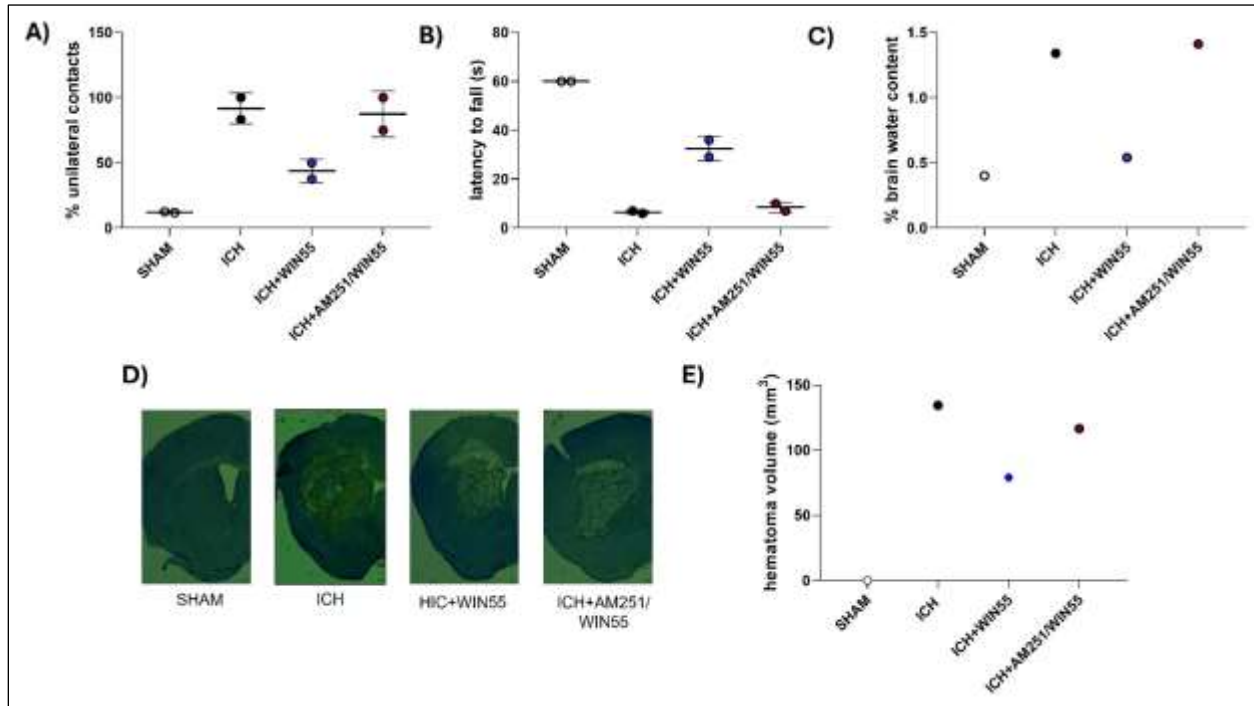 A)
% unilateral contacts
100
50
0
SHAM
ICH
ICH+WIN55
ICH+AM251/WIN55
B)
latency to fall (s)
80
60
40
20
0
SHAM
ICH
ICH+WIN55
ICH+AM251/WIN55
C)
% brain water content
1.5
1.0
0.5
0.0
SHAM
ICH
ICH+WIN55
ICH+AM251/WIN55
D)
SHAM
ICH
HIC+WIN55
ICH+AM251/
WIN55
E)
hematoma volume (mm³)
150
100
50
0
SHAM
ICH
ICH+WIN55
ICH+AM251/WIN55